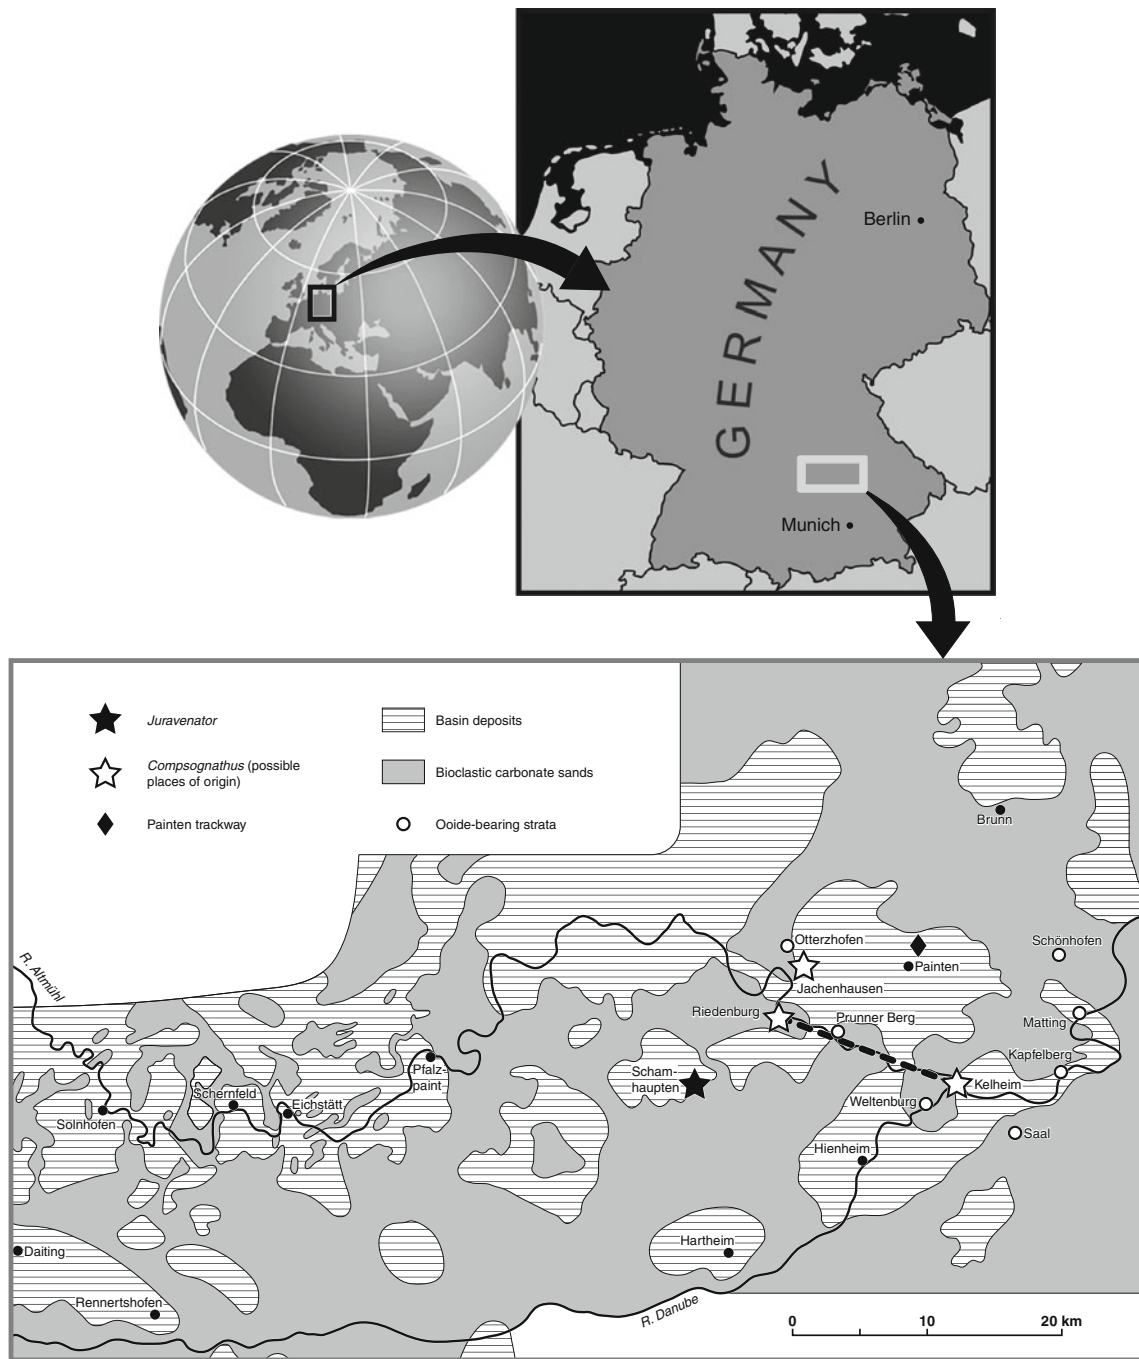 GERMANY
Berlin
Munich
Juravenator
Compsognathus (possible
places of origin)
Painten trackway
Basin deposits
Bioclastic carbonate sands
Ooide-bearing strata
Brunn
R. Altmühl
Otterzhofen
Schönhofen
Painten
Jachenhausen
Riedenburg
Prunner Berg
Matting
Kapfelberg
Pfalz-
paint
Scham-
haupten
Kelheim
Schernfeld
Eichstätt
Weltenburg
Solnhofen
Saal
Hienheim
Hartheim
Daiting
Rennertshofen
R. Danube
0 10 20 km